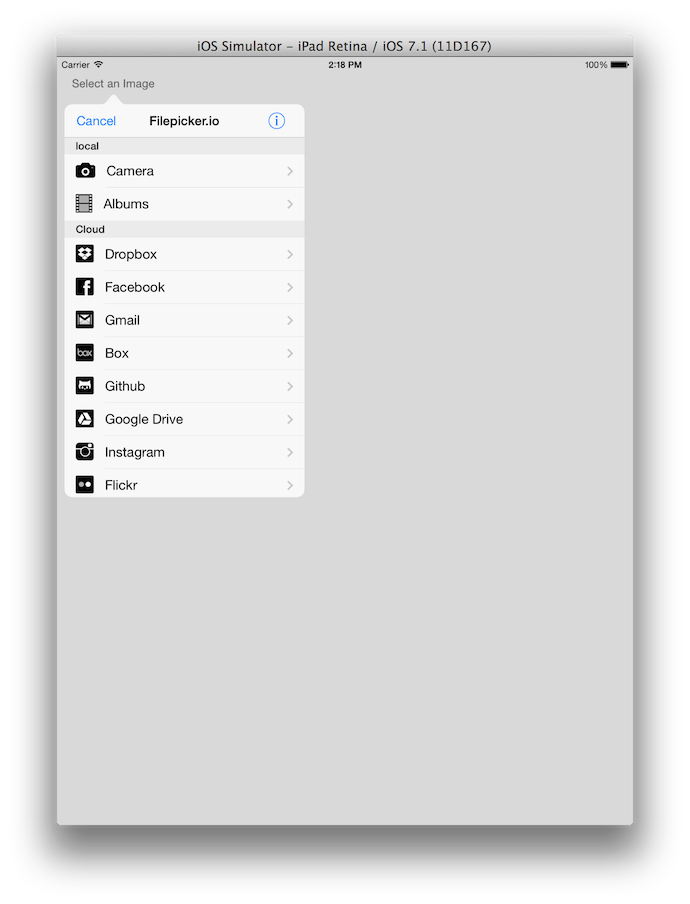 iOS Simulator – iPad Retina / iOS 7.1 (11D167)
Carrier 2:18 PM 100%
Select an Image
Cancel Filepicker.io i
local
Camera
Albums
Cloud
Dropbox
Facebook
Gmail
box Box
Github
Google Drive
Instagram
Flickr